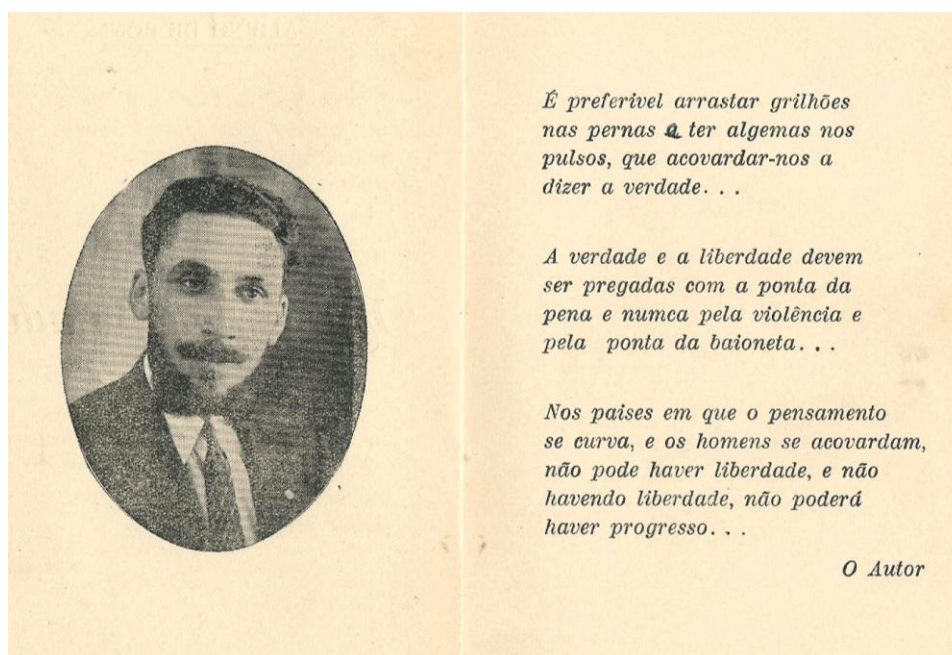 É preferivel arrastar grilhões
nas pernas e ter algemas nos
pulsos, que acovardar-nos a
dizer a verdade. . .
A verdade e a liberdade devem
ser pregadas com a ponta da
pena e numca pela violência e
pela ponta da baioneta. . .
Nos paises em que o pensamento
se curva, e os homens se acovardam,
não pode haver liberdade, e não
havendo liberdade, não poderá
haver progresso. . .
O Autor